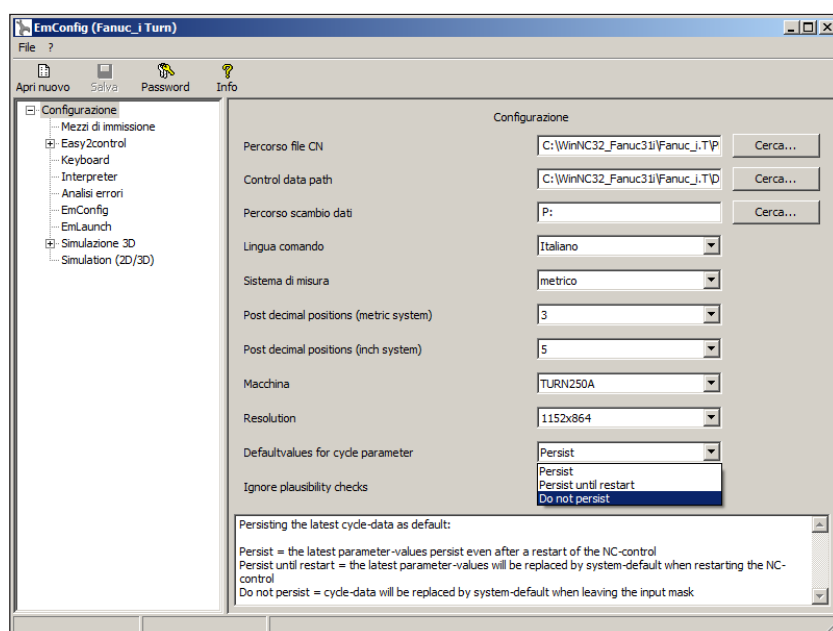 EmConfig (Fanuc_i Turn)
File ?
Apri nuovo Salva Password Info
Configurazione
Mezzi di immissione
Easy2control
Keyboard
Interpreter
Analisi errori
EmConfig
EmLaunch
Simulazione 3D
Simulation (2D/3D)
Configurazione
Percorso file CN C:\WinNC32_Fanuc31i\Fanuc_i.T\P Cerca...
Control data path C:\WinNC32_Fanuc31i\Fanuc_i.T\D Cerca...
Percorso scambio dati P: Cerca...
Lingua comando Italiano
Sistema di misura metrico
Post decimal positions (metric system) 3
Post decimal positions (inch system) 5
Macchina TURN250A
Resolution 1152x864
Defaultvalues for cycle parameter Persist
Persist
Persist until restart
Do not persist
Ignore plausibility checks
Persisting the latest cycle-data as default:
Persist = the latest parameter-values persist even after a restart of the NC-control
Persist until restart = the latest parameter-values will be replaced by system-default when restarting the NC-
control
Do not persist = cycle-data will be replaced by system-default when leaving the input mask